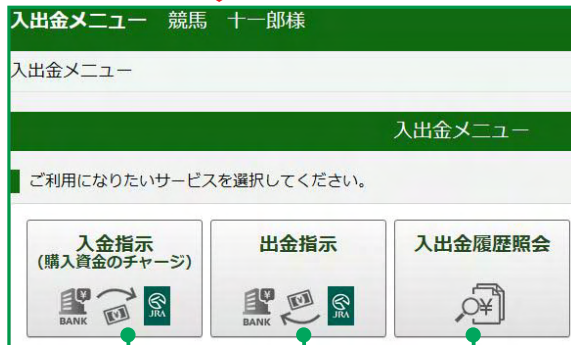 入出金メニュー 競馬 十一郎様
入出金メニュー
入出金メニュー
ご利用になりたいサービスを選択してください。
入金指示
(購入資金のチャージ)
BANK JRA
出金指示
BANK JRA
入出金履歴照会
¥